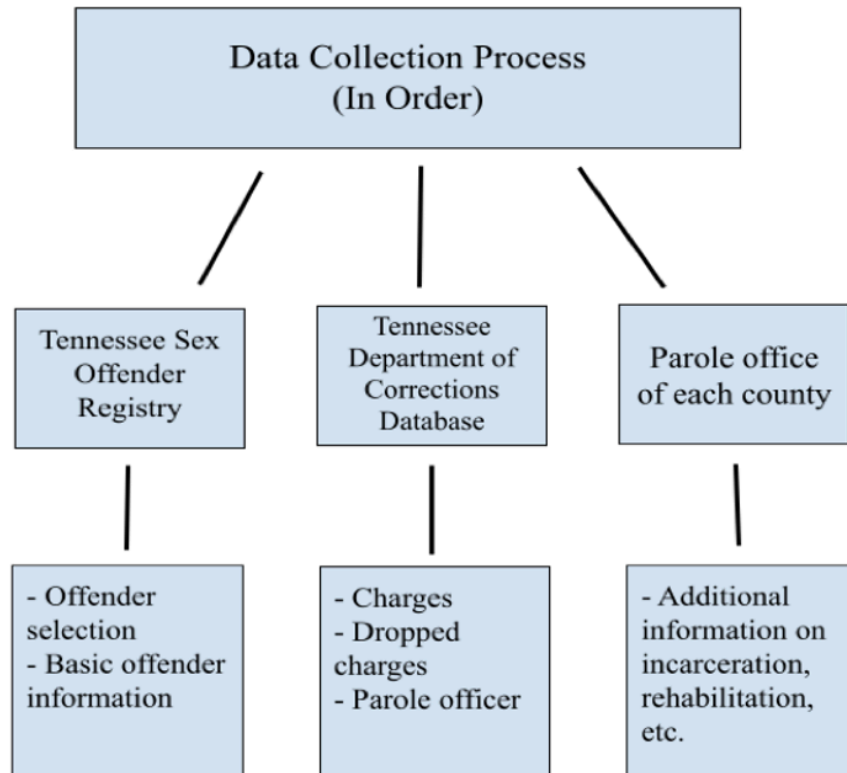 Data Collection Process
(In Order)
Tennessee Sex
Offender
Registry
Tennessee
Department of
Corrections
Database
Parole office
of each county
- Offender
selection
- Basic offender
information
- Charges
- Dropped
charges
- Parole officer
- Additional
information on
incarceration,
rehabilitation,
etc.